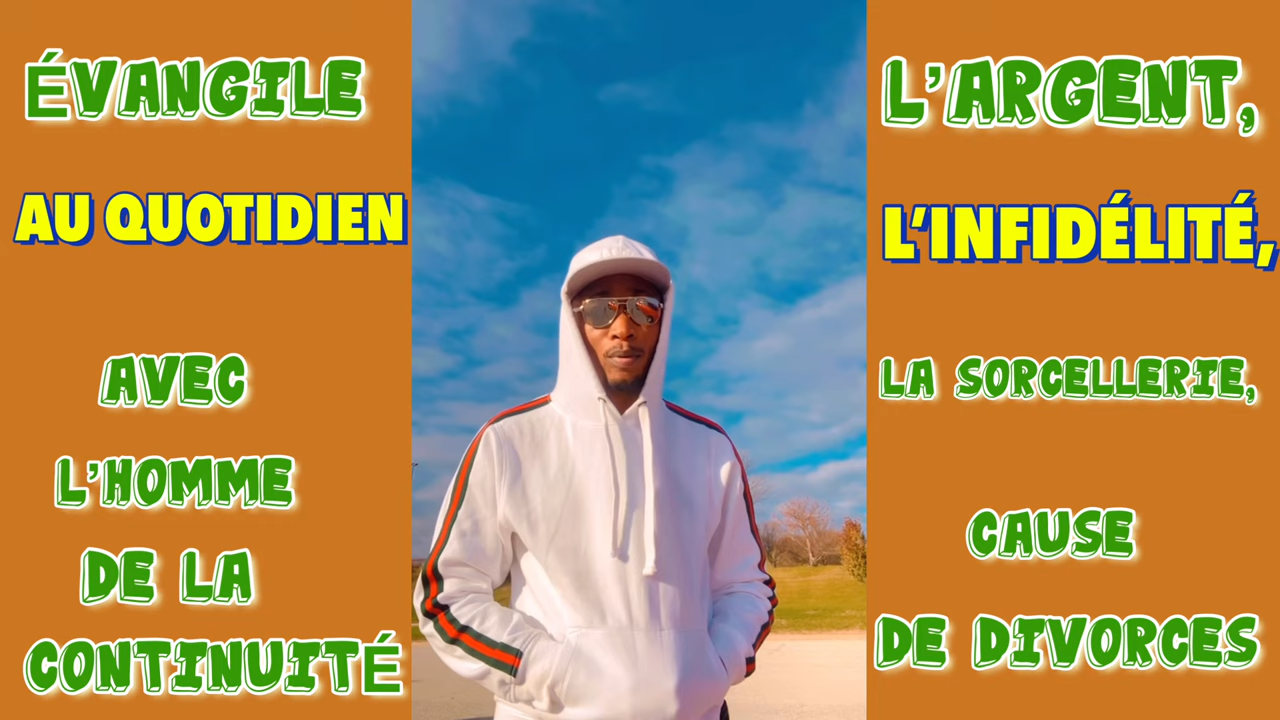 ÉVANGILE
AU QUOTIDIEN
AVEC
L'HOMME
DE LA
CONTINUITÉ
L'ARGENT,
L'INFIDÉLITÉ,
LA SORCELLERIE,
CAUSE
DE DIVORCES